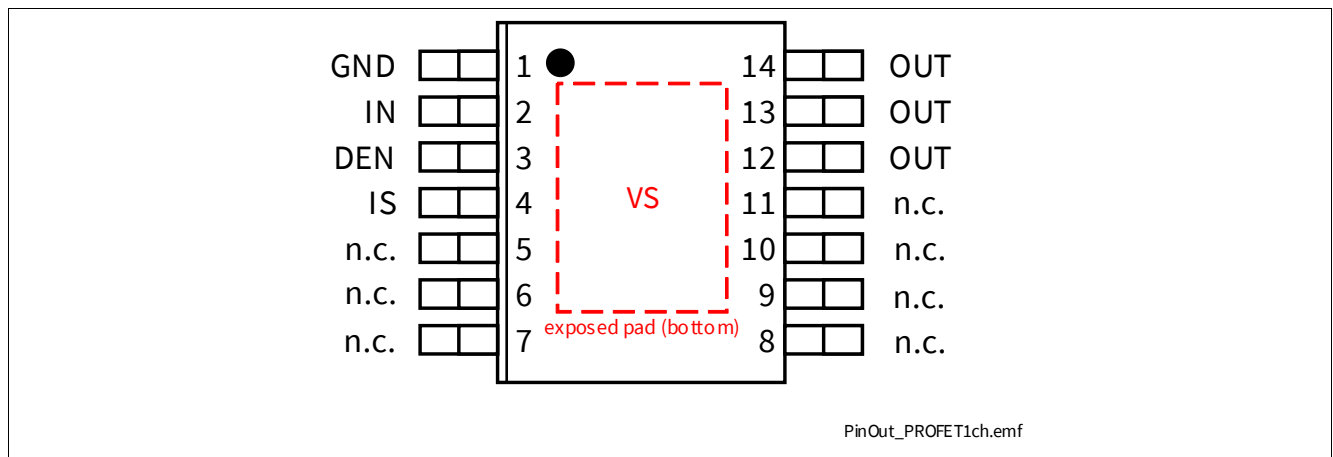 GND 1 14 OUT
IN 2 13 OUT
DEN 3 12 OUT
IS 4 VS 11 n.c.
n.c. 5 10 n.c.
n.c. 6 9 n.c.
exposed pad (bottom)
n.c. 7 8 n.c.
PinOut_PROFET1ch.emf